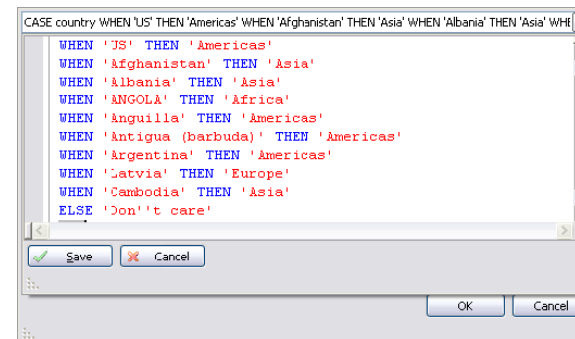 CASE country WHEN 'US' THEN 'Americas' WHEN 'Afghanistan' THEN 'Asia' WHEN 'Albania' THEN 'Asia' WHE
WHEN 'US' THEN 'Americas'
WHEN 'Afghanistan' THEN 'Asia'
WHEN 'Albania' THEN 'Asia'
WHEN 'ANGOLA' THEN 'Africa'
WHEN 'Anguilla' THEN 'Americas'
WHEN 'Antigua (barbuda)' THEN 'Americas'
WHEN 'Argentina' THEN 'Americas'
WHEN 'Latvia' THEN 'Europe'
WHEN 'Cambodia' THEN 'Asia'
ELSE 'Don''t care'
Save Cancel
OK Cancel